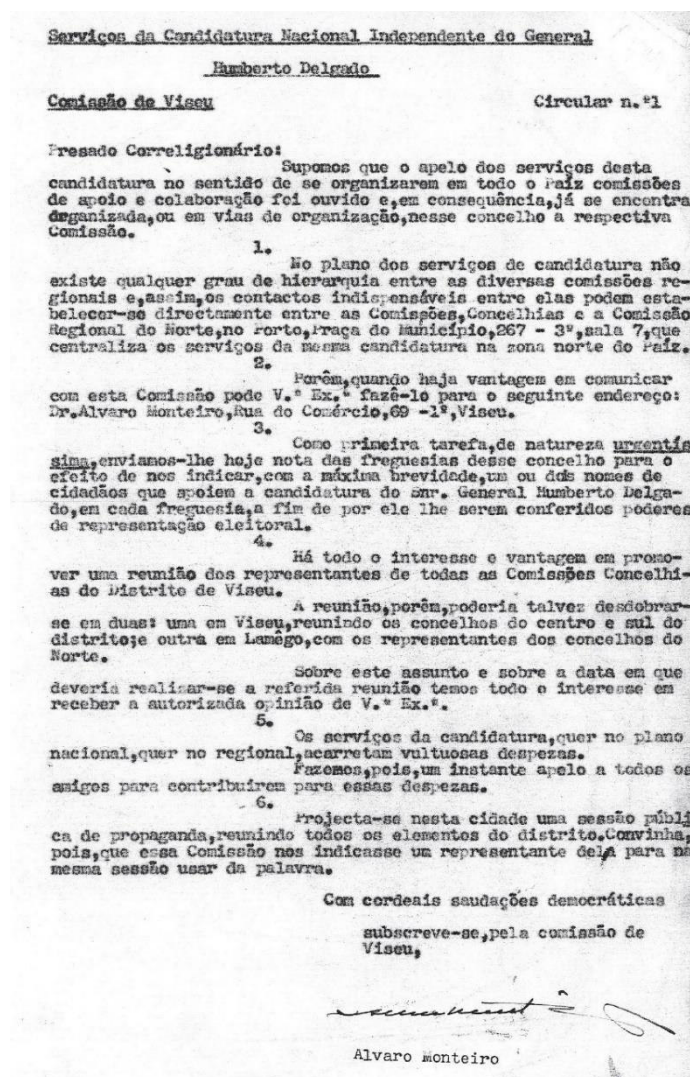 Serviços da Candidatura Nacional Independente do General
Humberto Delgado
Comissão de Viseu Circular n.º1
Presado Correligionário:
Supomos que o apelo dos serviços desta
candidatura no sentido de se organizarem em todo o Paíz comissões
de apoio e colaboração foi ouvido e,em consequência,já se encontra
organizada,ou em vias de organização,nesse concelho a respectiva
Comissão.
1.
No plano dos serviços de candidatura não
existe qualquer grau de hierarquia entre as diversas comissões re-
gionais e,assim,os contactos indispensáveis entre elas podem esta-
belecer-se directamente entre as Comissões,Concelhias e a Comissão
Regional do Norte,no Porto,Praça do Município,267 - 3º,sala 7,que
centraliza os serviços da mesma candidatura na zona norte do Paíz.
2.
Porêm,quando haja vantagem em comunicar
com esta Comissão pode V.ª Ex.ª fazê-lo para o seguinte endereço:
Dr.Alvaro Monteiro,Rua do Comércio,69 -1º,Viseu.
3.
Como primeira tarefa,de natureza urgentís
sima,enviamos-lhe hoje nota das freguesias desse concelho para o
efeito de nos indicar,com a máxima brevidade,um ou dois nomes de
cidadãos que apoiem a candidatura do Snr. General Humberto Delga-
do,em cada freguesia,a fim de por ele lhe serem conferidos poderes
de representação eleitoral.
4.
Há todo o interesse e vantagem em promo-
ver uma reunião dos representantes de todas as Comissões Concelhi-
as do Distrito de Viseu.
A reunião,porêm,poderia talvez desdobrar-
se em duas: uma em Viseu,reunindo os concelhos do centro e sul do
distrito;e outra em Lamêgo,com os representantes dos concelhos do
Norte.
Sobre este assunto e sobre a data em que
deveria realizar-se a referida reunião temos todo o interesse em
receber a autorizada opinião de V.ª Ex.ª.
5.
Os serviços da candidatura,quer no plano
nacional,quer no regional,acarretam vultuosas despezas.
Fazemos,pois,um instante apelo a todos os
amigos para contribuirem para essas despezas.
6.
Projecta-se nesta cidade uma sessão públi
ca de propaganda,reunindo todos os elementos do distrito.Convinha,
pois,que essa Comissão nos indicasse um representante dela para na
mesma sessão usar da palavra.
Com cordeais saudações democráticas
subscreve-se,pela comissão de
Viseu,
Alvaro Monteiro